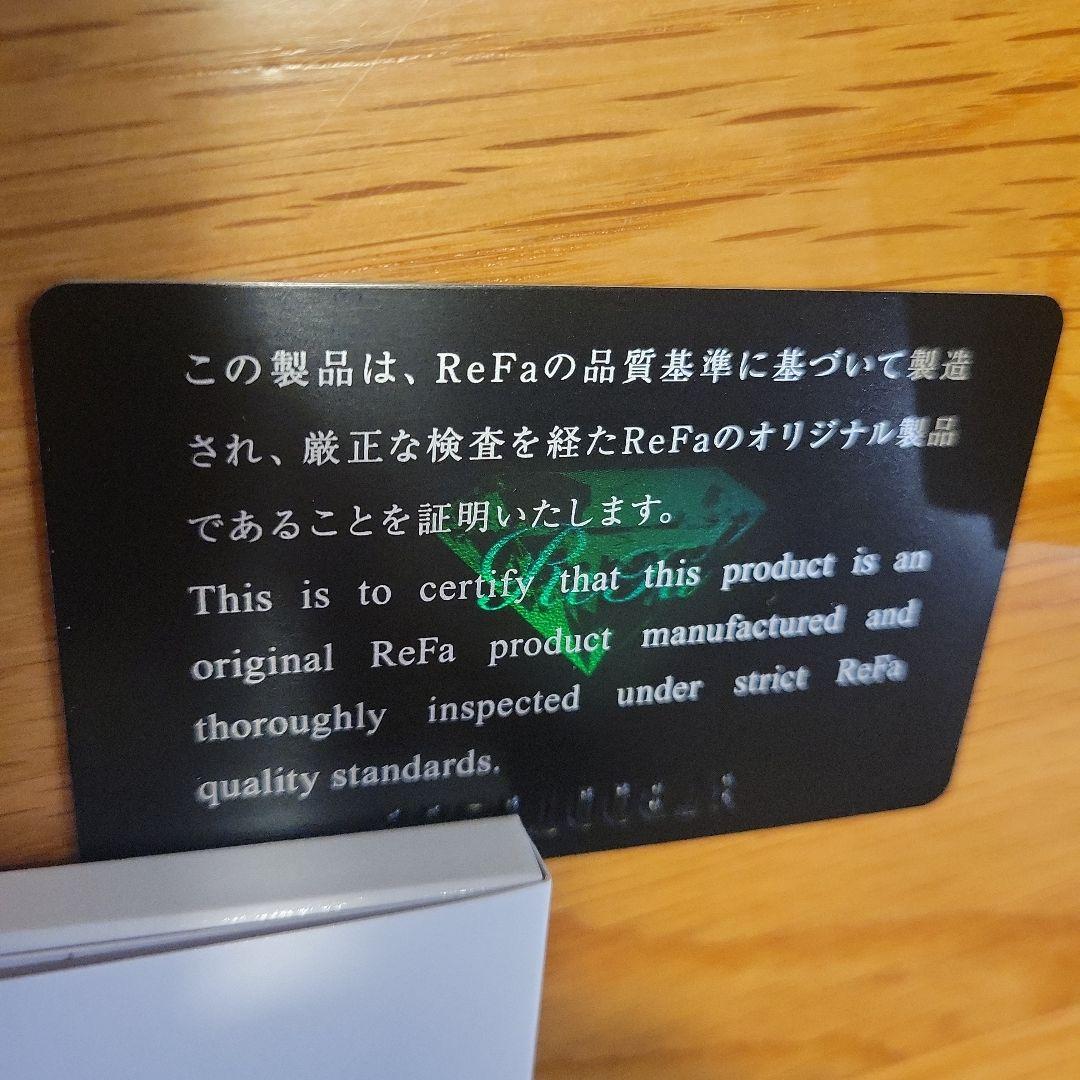 この製品は、ReFaの品質基準に基づいて製造
され、厳正な検査を経たReFaのオリジナル製品
であることを証明いたします。
This is to certify that this product is an
original ReFa product manufactured and
thoroughly inspected under strict ReFa
quality standards.